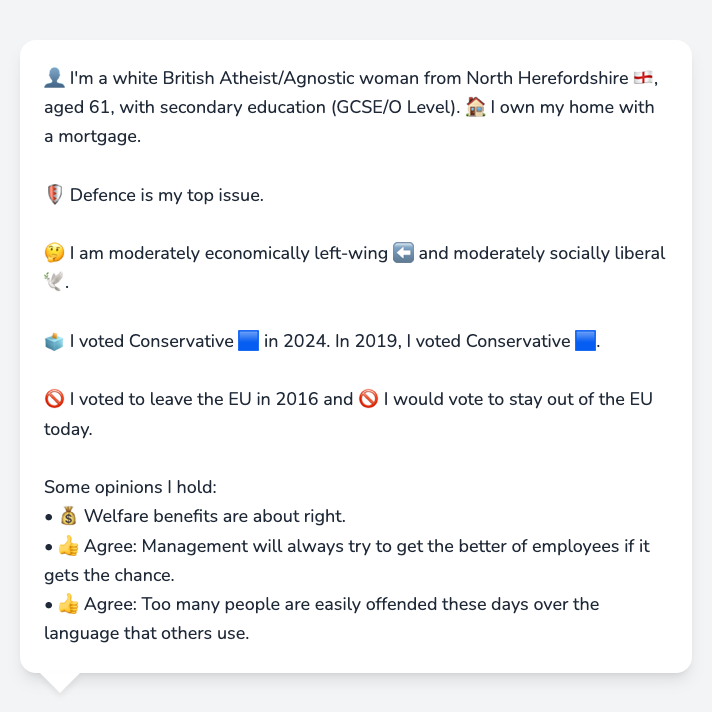 👤 I'm a white British Atheist/Agnostic woman from North Herefordshire 🏴󠁧󠁢󠁥󠁮󠁧󠁿,
aged 61, with secondary education (GCSE/O Level). 🏠 I own my home with
a mortgage.
🛡️ Defence is my top issue.
🤔 I am moderately economically left-wing ⬅️ and moderately socially liberal
🕊️.
🗳️ I voted Conservative 🟦 in 2024. In 2019, I voted Conservative 🟦.
🚫 I voted to leave the EU in 2016 and 🚫 I would vote to stay out of the EU
today.
Some opinions I hold:
• 💰 Welfare benefits are about right.
• 👍 Agree: Management will always try to get the better of employees if it
gets the chance.
• 👍 Agree: Too many people are easily offended these days over the
language that others use.